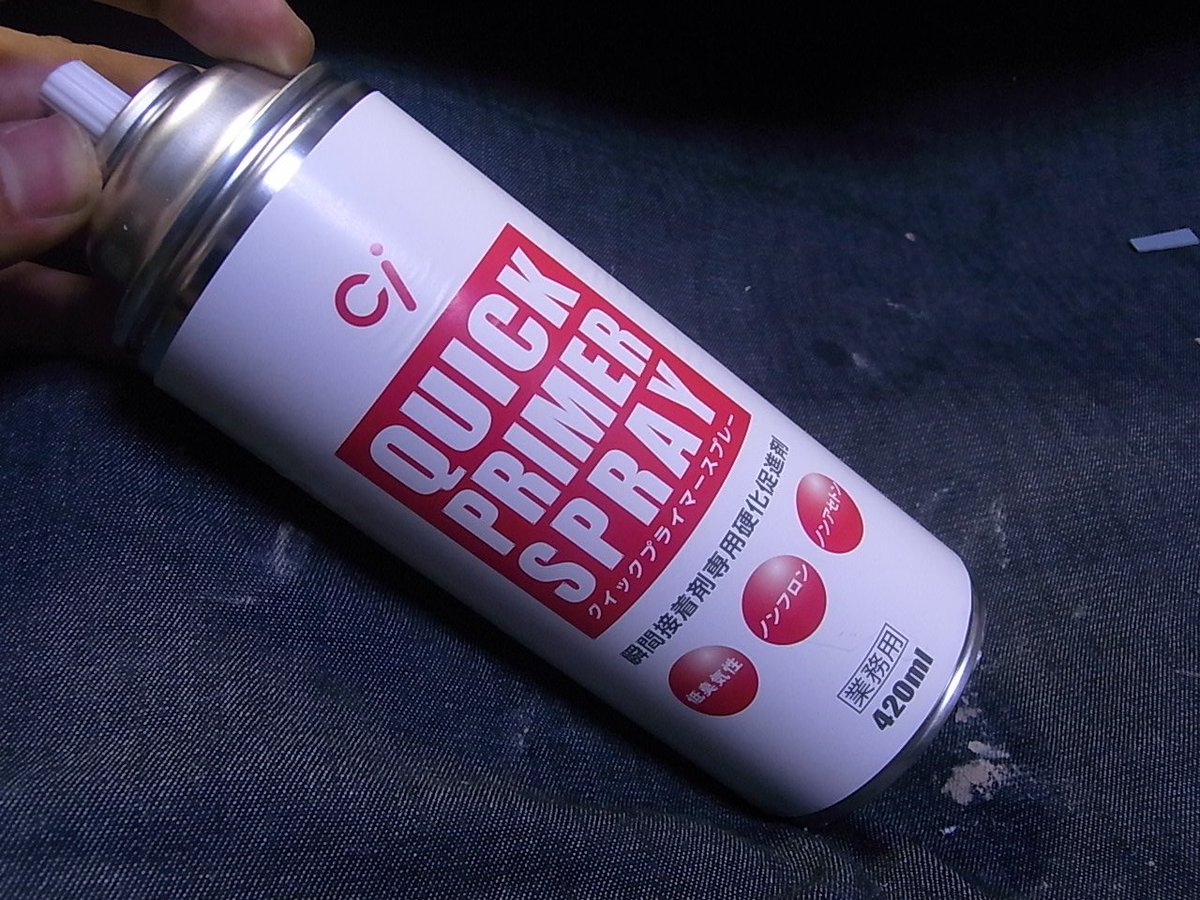 Ci
QUICK
PRIMER
SPRAY
クイックプライマースプレー
瞬間接着剤専用硬化促進剤
低臭気性
ノンフロン
ノンアセトン
業務用
420ml